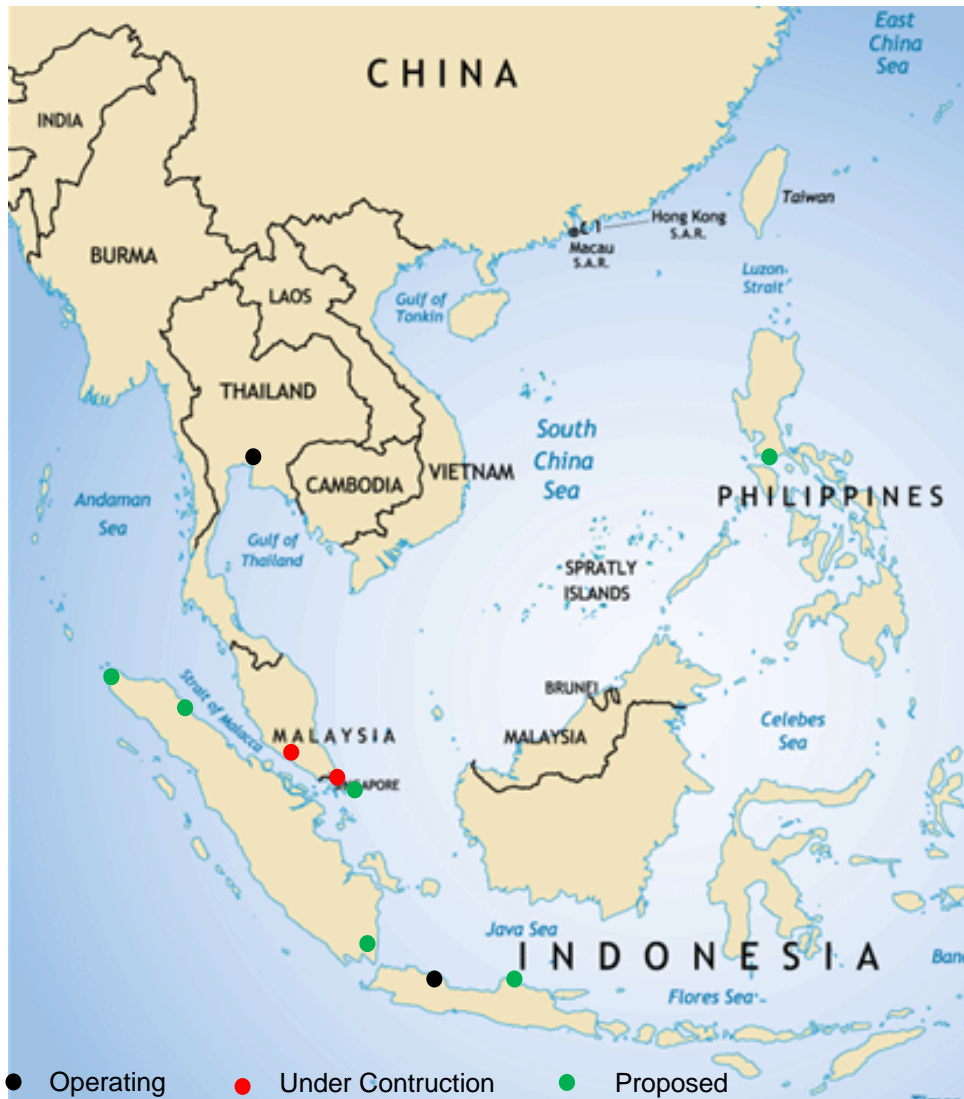 East
China
Sea
CHINA
INDIA
Taiwan
Hong Kong
S.A.R.
Macau
S.A.R.
BURMA
LAOS
Gulf of
Tonkin
Luzon
Strait
THAILAND
South
China
Sea
VIETNAM
CAMBODIA
PHILIPPINES
Andaman
Sea
Gulf of
Thailand
SPRATLY
ISLANDS
Strait of Malacca
BRUNEI
MALAYSIA
MALAYSIA
Celebes
Sea
Java Sea
INDONESIA
Flores Sea
Operating
Under Contruction
Proposed